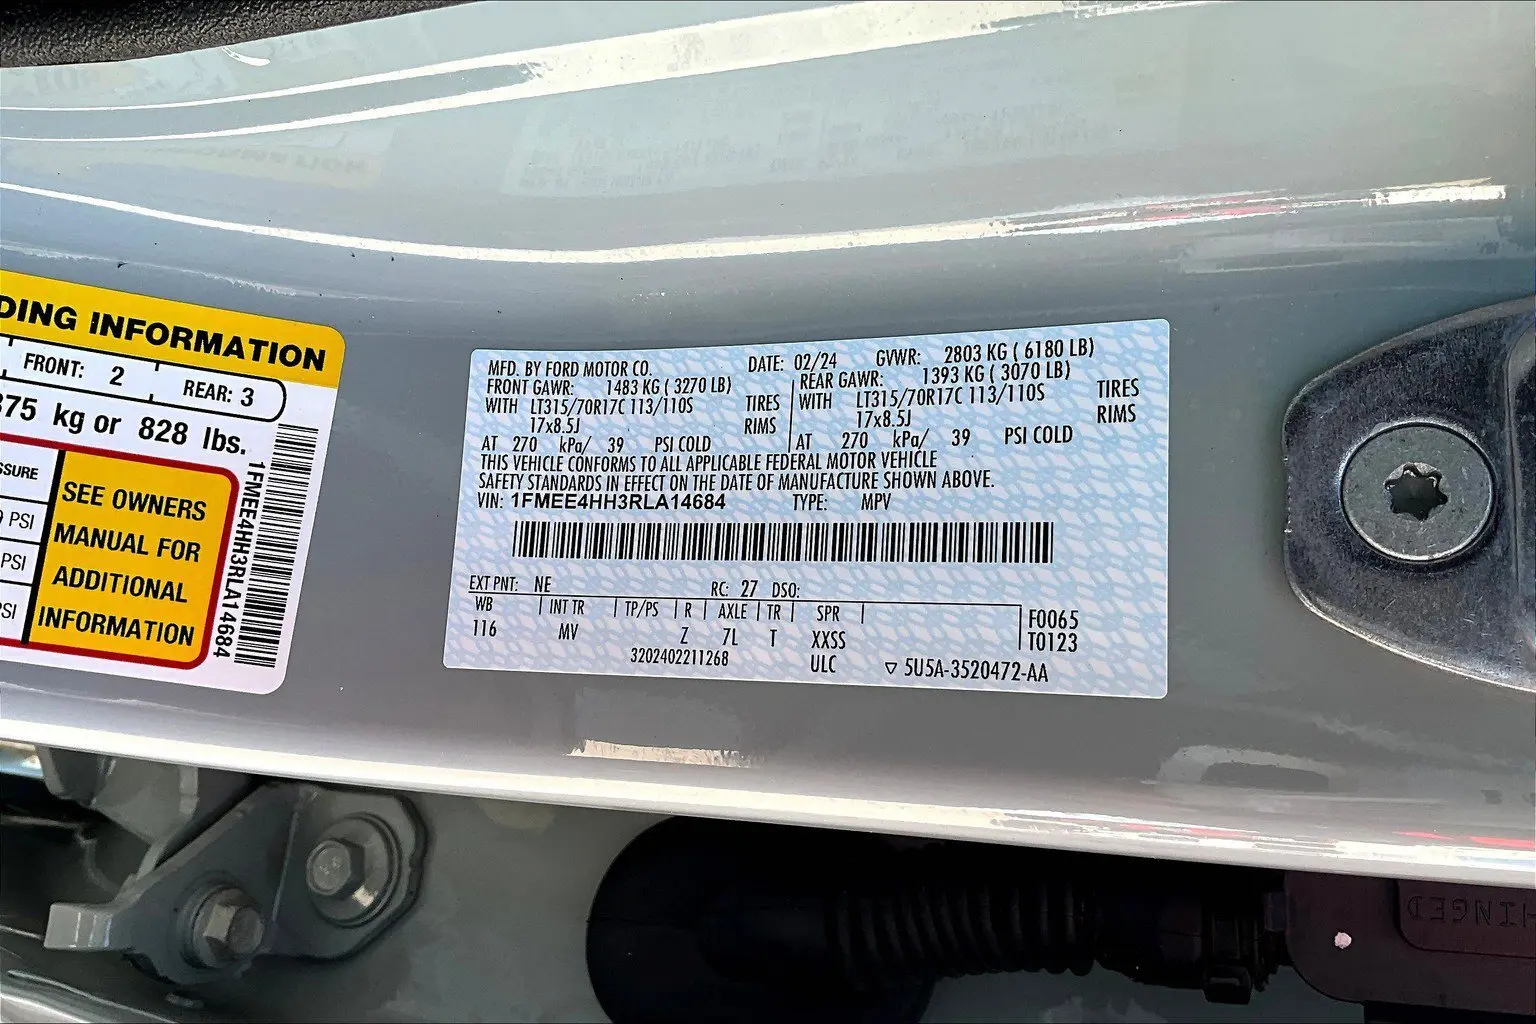 DING INFORMATION
FRONT: 2 REAR: 3
375 kg or 828 lbs.
SSURE
PSI
PSI
PSI
SEE OWNERS
MANUAL FOR
ADDITIONAL
INFORMATION
1FMEE4HH3RLA14684
MFD. BY FORD MOTOR CO. DATE: 02/24 GVWR: 2803 KG ( 6180 LB)
FRONT GAWR: 1483 KG ( 3270 LB) REAR GAWR: 1393 KG ( 3070 LB)
WITH LT315/70R17C 113/110S TIRES WITH LT315/70R17C 113/110S TIRES
17x8.5J RIMS 17x8.5J RIMS
AT 270 kPa/ 39 PSI COLD AT 270 kPa/ 39 PSI COLD
THIS VEHICLE CONFORMS TO ALL APPLICABLE FEDERAL MOTOR VEHICLE
SAFETY STANDARDS IN EFFECT ON THE DATE OF MANUFACTURE SHOWN ABOVE.
VIN: 1FMEE4HH3RLA14684 TYPE: MPV
EXT PNT: NE RC: 27 DSO:
WB INT TR TP/PS R AXLE TR SPR F0065
116 MV Z 7L T XXSS T0123
3202402211268 ULC ▽ 5U5A-3520472-AA